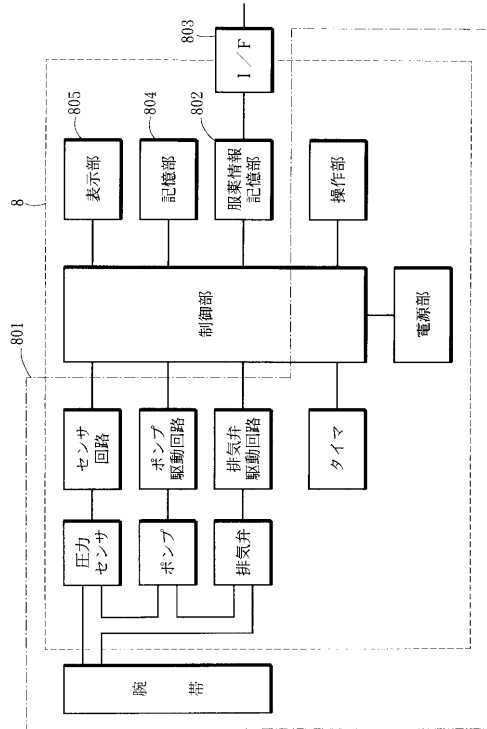 801
8
805
表示部
804
記憶部
802
服薬情報
記憶部
803
I／F
操作部
制御部
電源部
センサ
回路
ポンプ
駆動回路
排気弁
駆動回路
タイマ
圧力
センサ
ポンプ
排気弁
腕　帯